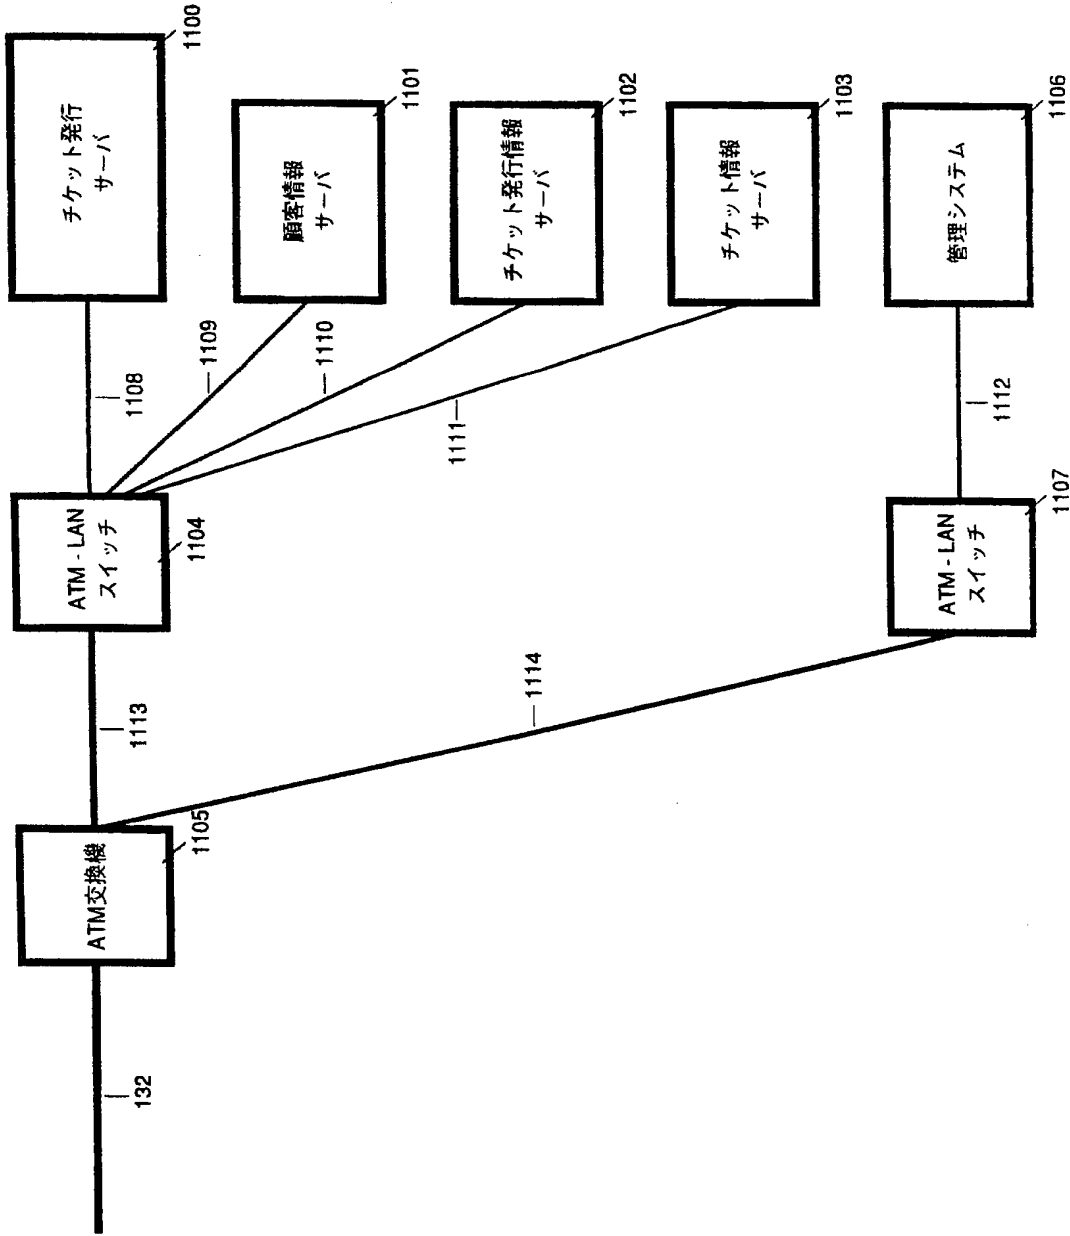 チケット発行
サーバ
1100
顧客情報
サーバ
1101
チケット発行情報
サーバ
1102
チケット情報
サーバ
1103
管理システム
1106
1108
1109
1110
1111
1112
ATM - LAN
スイッチ
1104
ATM - LAN
スイッチ
1107
1113
1114
ATM交換機
1105
132